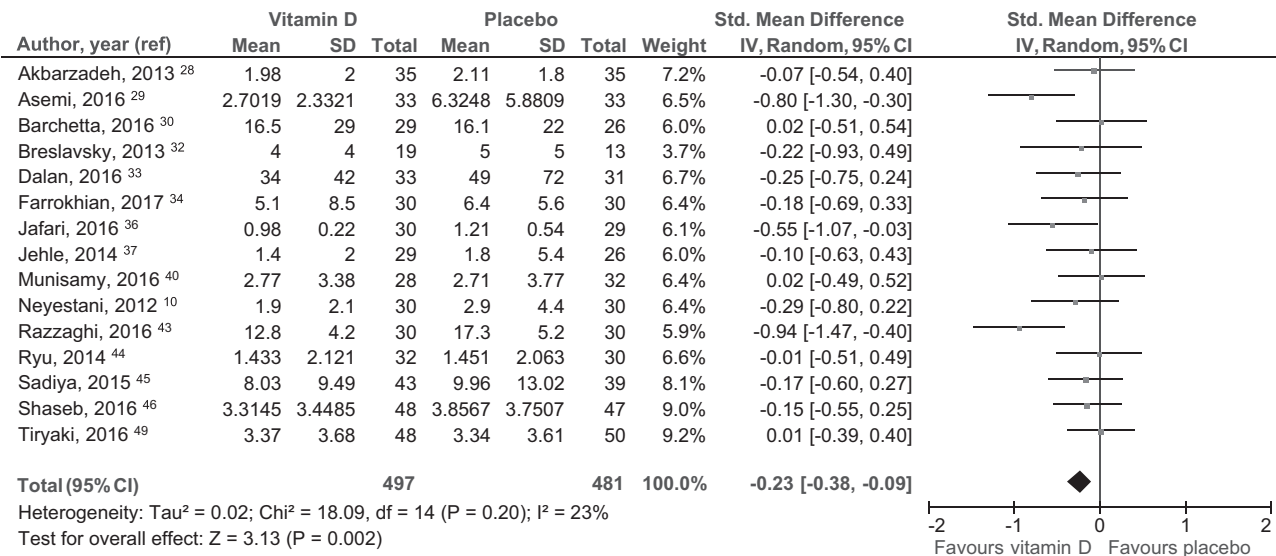 Vitamin D Placebo Std. Mean Difference Std. Mean Difference
Author, year (ref) Mean SD Total Mean SD Total Weight IV, Random, 95% CI IV, Random, 95% CI
Akbarzadeh, 2013 28 1.98 2 35 2.11 1.8 35 7.2% -0.07 [-0.54, 0.40]
Asemi, 2016 29 2.7019 2.3321 33 6.3248 5.8809 33 6.5% -0.80 [-1.30, -0.30]
Barchetta, 2016 30 16.5 29 29 16.1 22 26 6.0% 0.02 [-0.51, 0.54]
Breslavsky, 2013 32 4 4 19 5 5 13 3.7% -0.22 [-0.93, 0.49]
Dalan, 2016 33 34 42 33 49 72 31 6.7% -0.25 [-0.75, 0.24]
Farrokhian, 2017 34 5.1 8.5 30 6.4 5.6 30 6.4% -0.18 [-0.69, 0.33]
Jafari, 2016 36 0.98 0.22 30 1.21 0.54 29 6.1% -0.55 [-1.07, -0.03]
Jehle, 2014 37 1.4 2 29 1.8 5.4 26 6.0% -0.10 [-0.63, 0.43]
Munisamy, 2016 40 2.77 3.38 28 2.71 3.77 32 6.4% 0.02 [-0.49, 0.52]
Neyestani, 2012 10 1.9 2.1 30 2.9 4.4 30 6.4% -0.29 [-0.80, 0.22]
Razzaghi, 2016 43 12.8 4.2 30 17.3 5.2 30 5.9% -0.94 [-1.47, -0.40]
Ryu, 2014 44 1.433 2.121 32 1.451 2.063 30 6.6% -0.01 [-0.51, 0.49]
Sadiya, 2015 45 8.03 9.49 43 9.96 13.02 39 8.1% -0.17 [-0.60, 0.27]
Shaseb, 2016 46 3.3145 3.4485 48 3.8567 3.7507 47 9.0% -0.15 [-0.55, 0.25]
Tiryaki, 2016 49 3.37 3.68 48 3.34 3.61 50 9.2% 0.01 [-0.39, 0.40]
Total (95% CI) 497 481 100.0% -0.23 [-0.38, -0.09]
Heterogeneity: Tau² = 0.02; Chi² = 18.09, df = 14 (P = 0.20); I² = 23%
Test for overall effect: Z = 3.13 (P = 0.002)
-2 -1 0 1 2
Favours vitamin D Favours placebo